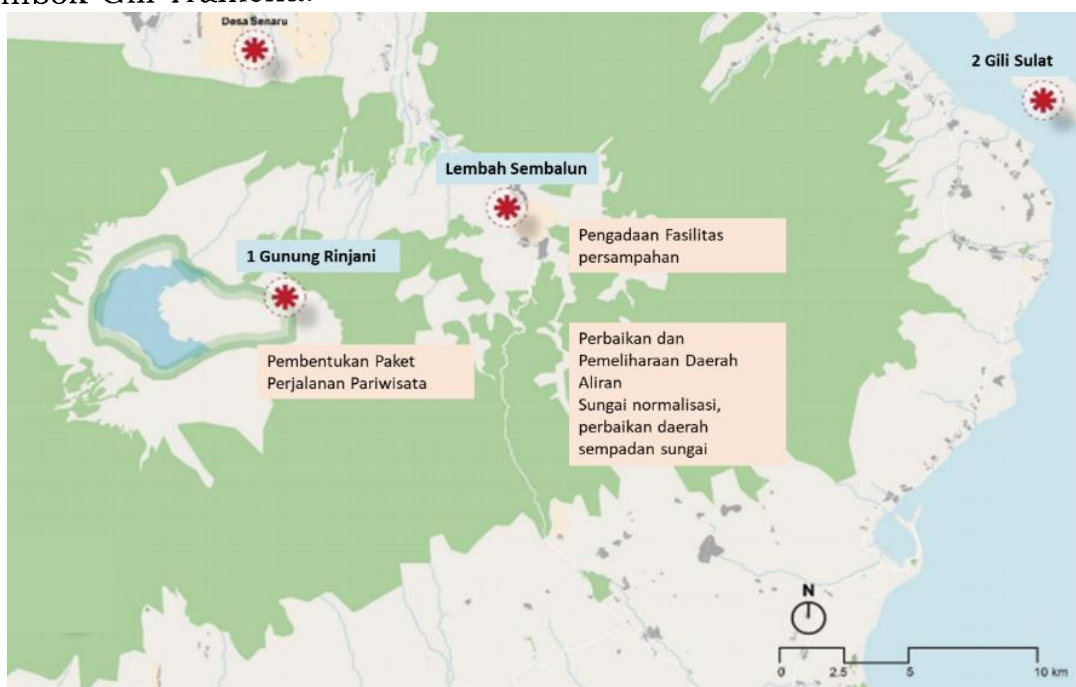 Desa Senaru
2 Gili Sulat
Lembah Sembalun
Pengadaan Fasilitas
persampahan
1 Gunung Rinjani
Perbaikan dan
Pemeliharaan Daerah
Aliran
Sungai normalisasi,
perbaikan daerah
sempadan sungai
Pembentukan Paket
Perjalanan Pariwisata
N
0 2.5 5 10 km